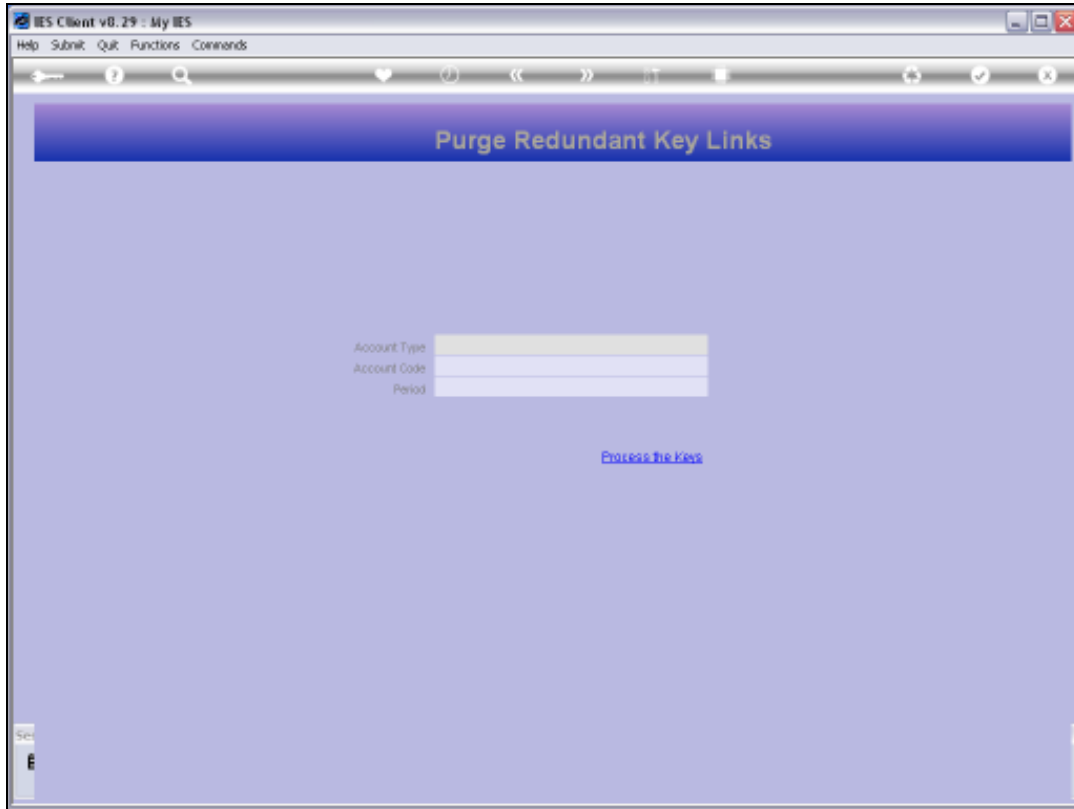 IES Client v8.29 : My IES
Help Submit Quit Functions Commands
Purge Redundant Key Links
Account Type
Account Code
Period
Process the Keys